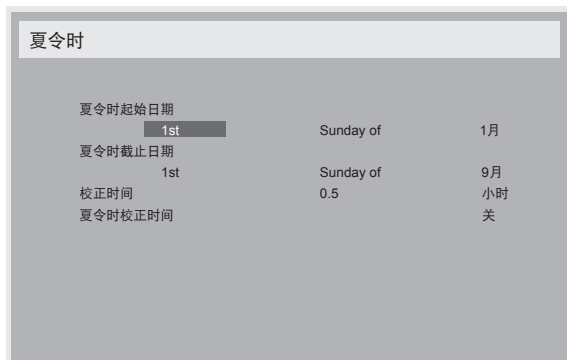 夏令时
夏令时起始日期
1st Sunday of 1月
夏令时截止日期
1st Sunday of 9月
校正时间 0.5 小时
夏令时校正时间 关